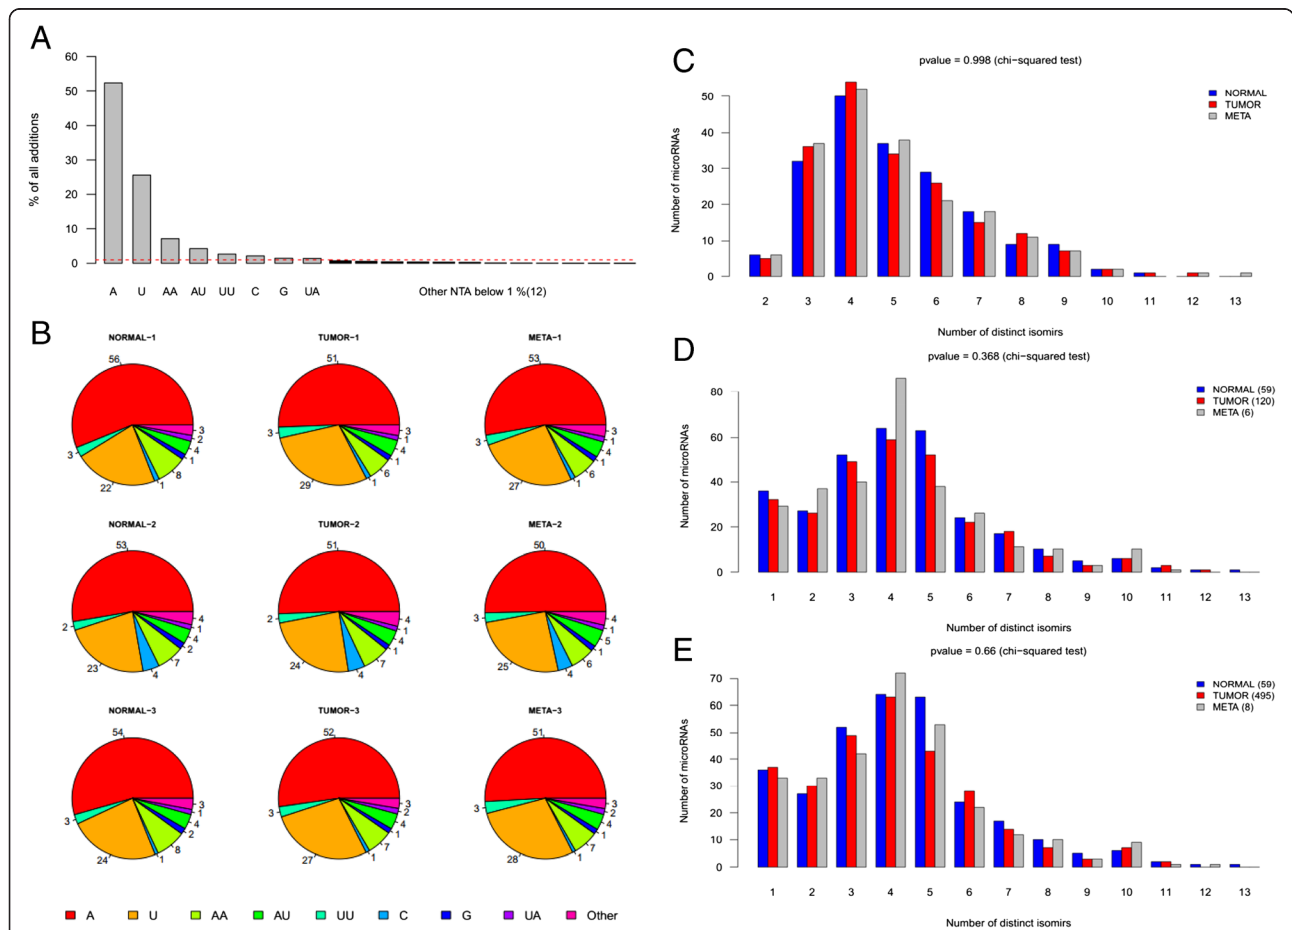 A
% of all additions
60
50
40
30
20
10
0
A U AA AU UU C G UA Other NTA below 1 %(12)
B
NORMAL−1
56
3
22
1
8
1
4
2
3
TUMOR−1
51
3
29
1
6
1
4
1
3
META−1
53
3
27
1
6
1
4
1
3
NORMAL−2
53
2
23
4
7
2
4
1
4
TUMOR−2
51
2
24
4
7
1
4
1
4
META−2
50
3
25
4
6
1
5
1
4
NORMAL−3
54
3
24
1
8
2
4
1
3
TUMOR−3
52
3
27
1
7
1
4
2
3
META−3
51
3
28
1
7
1
4
2
3
A U AA AU UU C G UA Other
C
pvalue = 0.998 (chi−squared test)
NORMAL
TUMOR
META
Number of microRNAs
50
40
30
20
10
0
2 3 4 5 6 7 8 9 10 11 12 13
Number of distinct isomirs
D
pvalue = 0.368 (chi−squared test)
NORMAL (59)
TUMOR (120)
META (6)
Number of microRNAs
80
60
40
20
0
1 2 3 4 5 6 7 8 9 10 11 12 13
Number of distinct isomirs
E
pvalue = 0.66 (chi−squared test)
NORMAL (59)
TUMOR (495)
META (8)
Number of microRNAs
70
60
50
40
30
20
10
0
1 2 3 4 5 6 7 8 9 10 11 12 13
Number of distinct isomirs